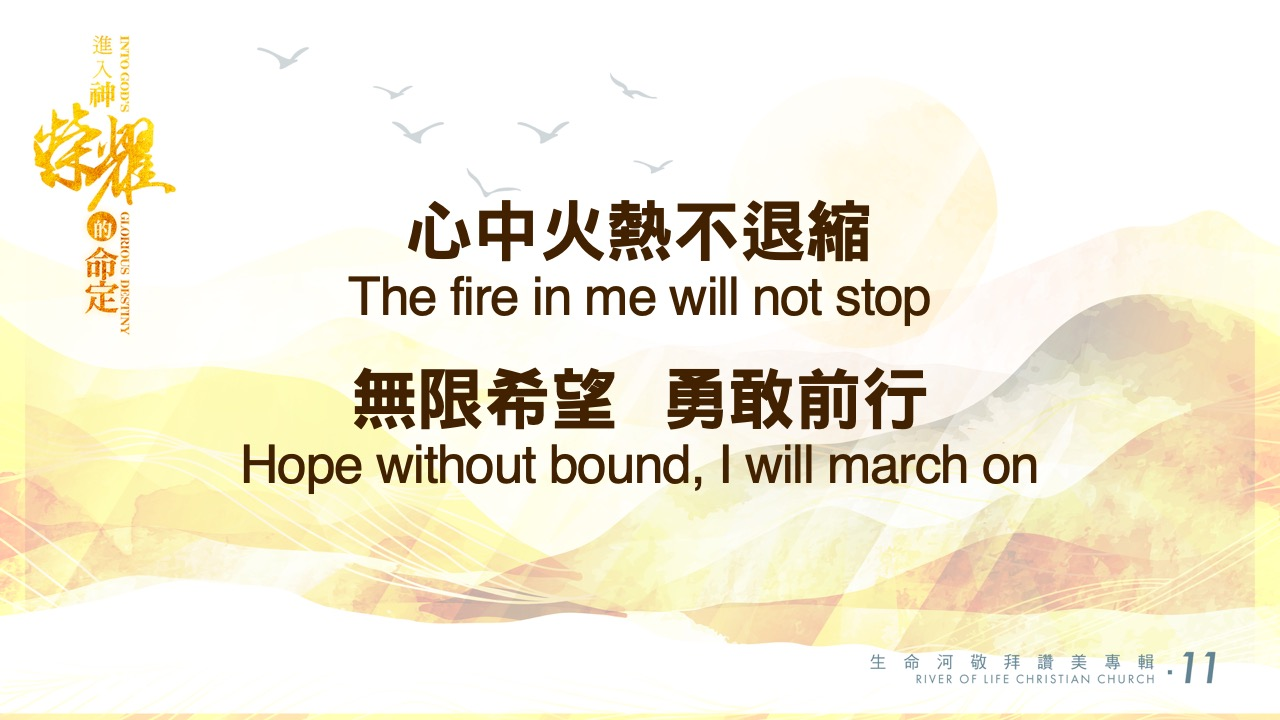 進入神
榮耀
的
命定
INTO GOD'S
GLORIOUS DESTINY
心中火熱不退縮
The fire in me will not stop
無限希望 勇敢前行
Hope without bound, I will march on
生命河敬拜讚美專輯
RIVER OF LIFE CHRISTIAN CHURCH
·11